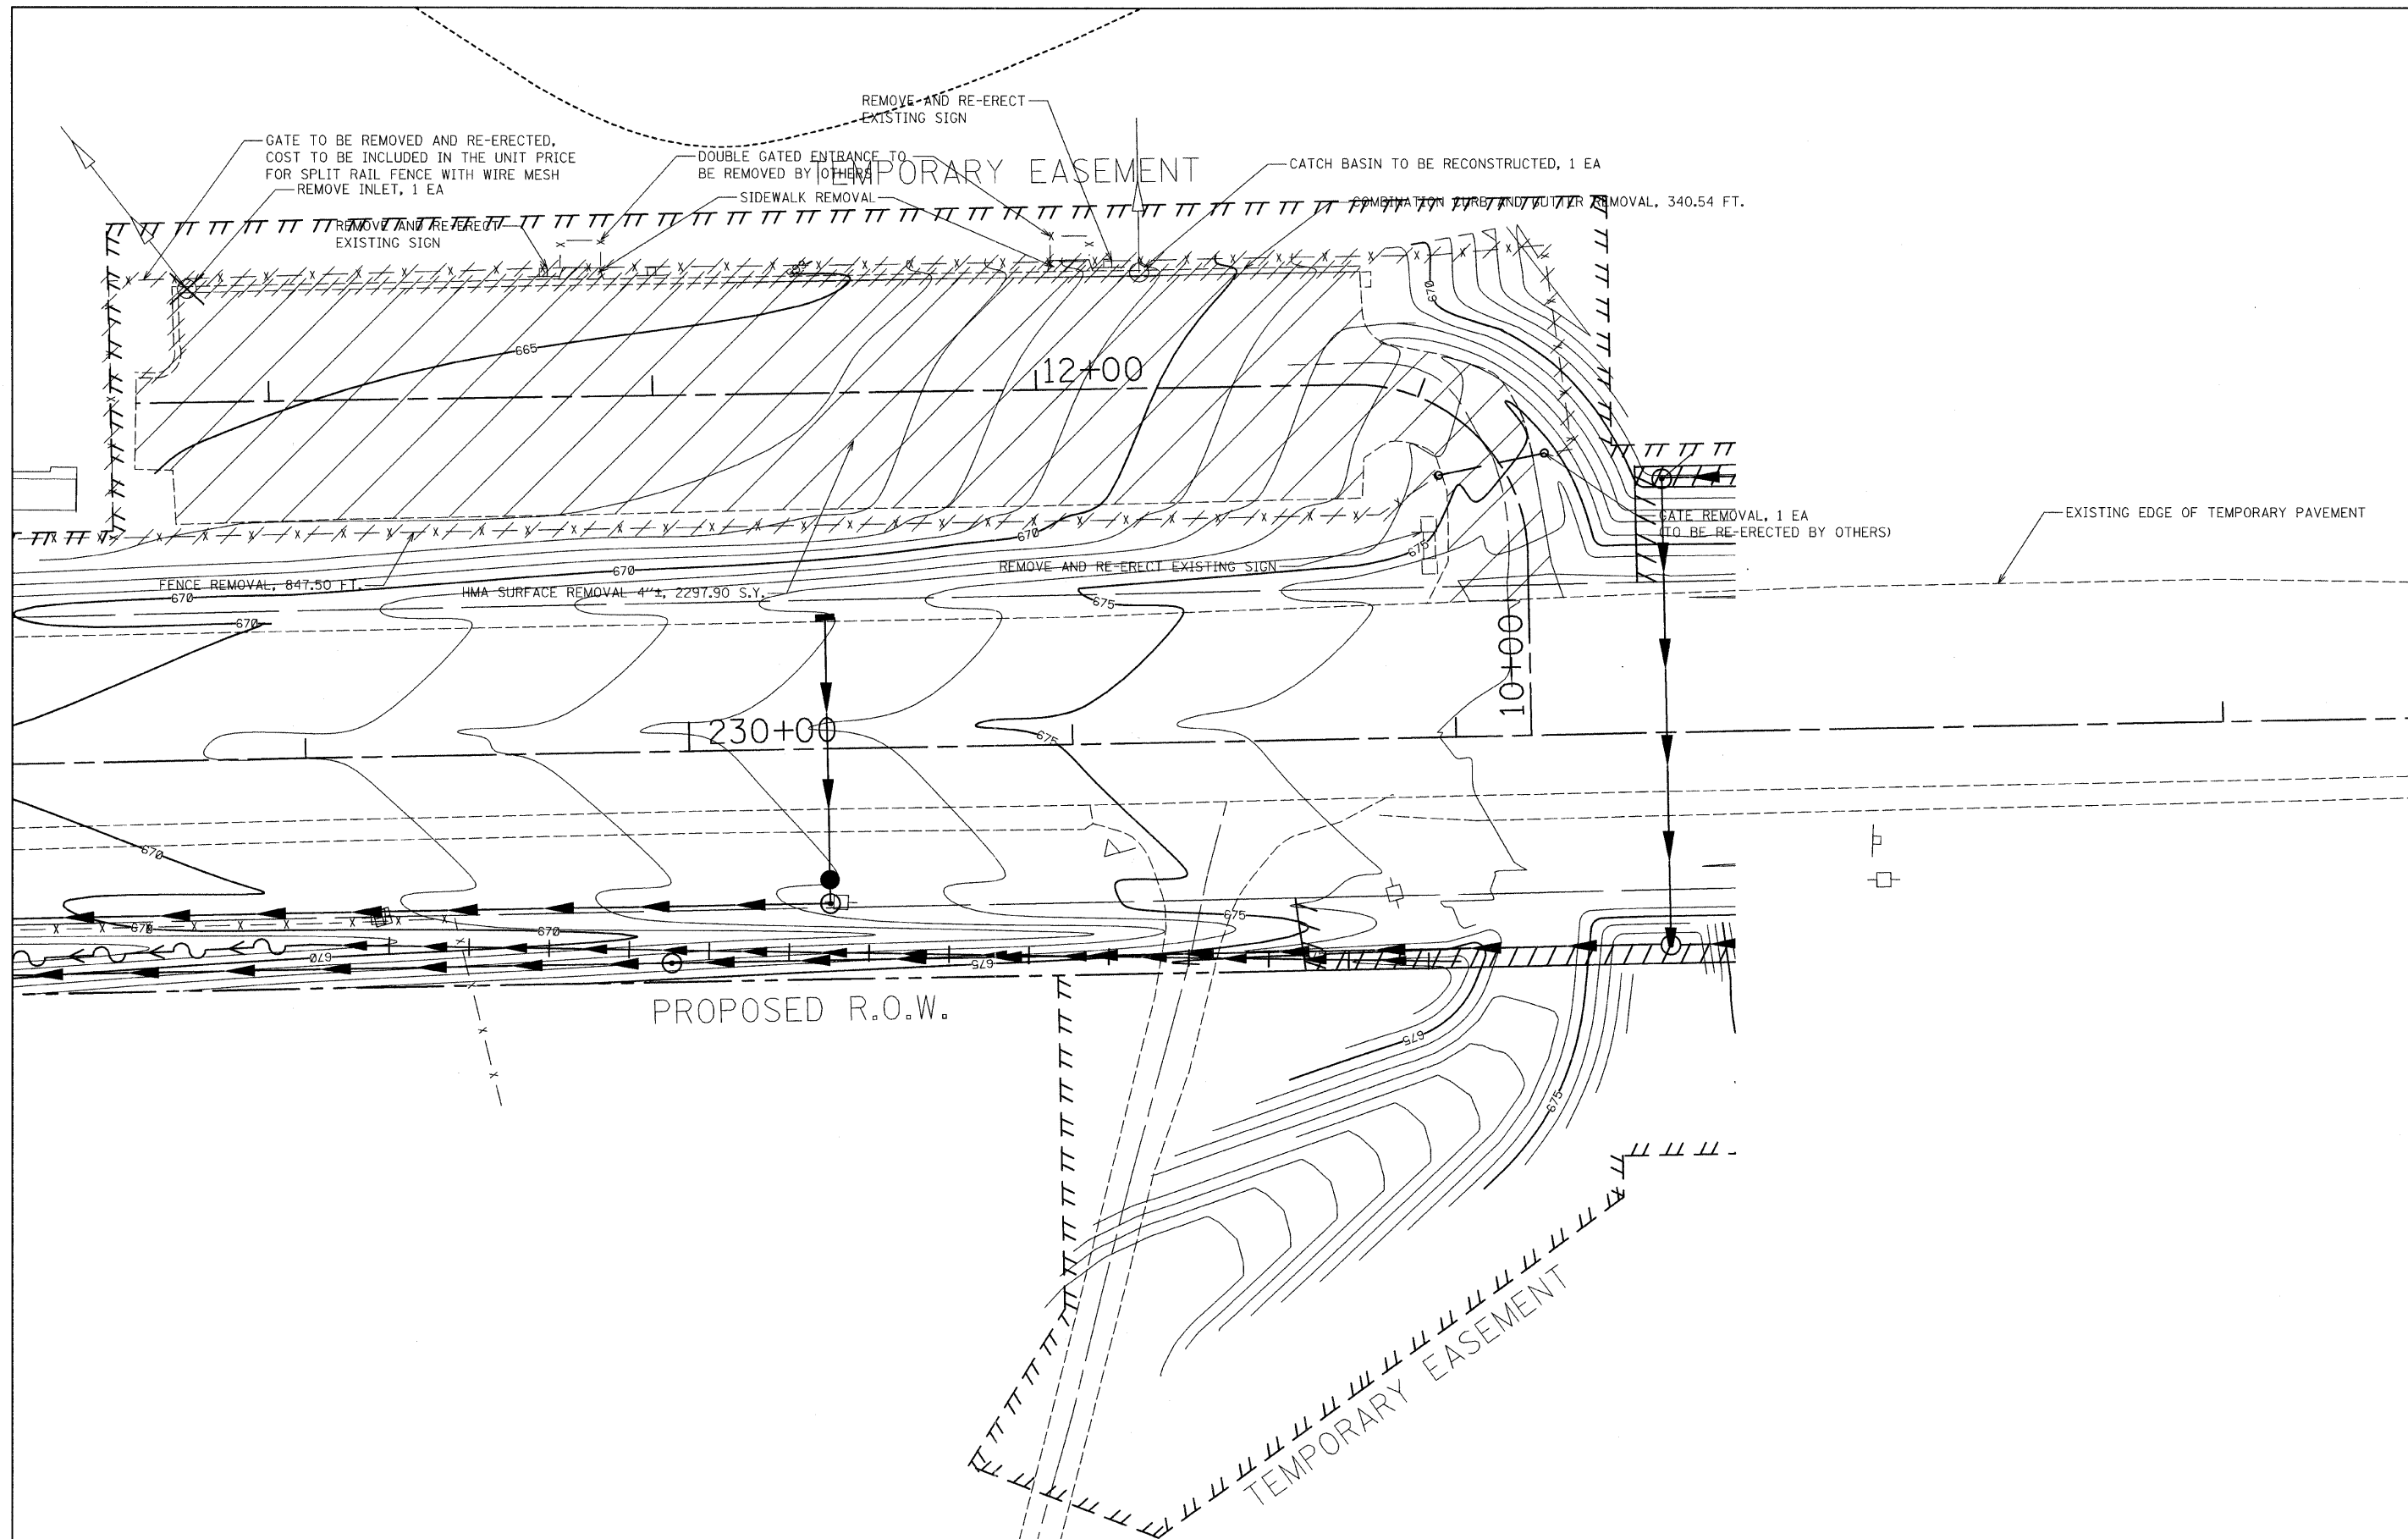 REMOVE AND RE-ERECT
EXISTING SIGN
GATE TO BE REMOVED AND RE-ERECTED,
COST TO BE INCLUDED IN THE UNIT PRICE
FOR SPLIT RAIL FENCE WITH WIRE MESH
REMOVE INLET, 1 EA
DOUBLE GATED ENTRANCE TO
BE REMOVED BY OTHERS
TEMPORARY EASEMENT
CATCH BASIN TO BE RECONSTRUCTED, 1 EA
SIDEWALK REMOVAL
COMBINATION CURB AND GUTTER REMOVAL, 340.54 FT.
REMOVE AND RE-ERECT
EXISTING SIGN
670
665
12+00
GATE REMOVAL, 1 EA
(TO BE RE-ERECTED BY OTHERS)
EXISTING EDGE OF TEMPORARY PAVEMENT
670
675
REMOVE AND RE-ERECT EXISTING SIGN
670
FENCE REMOVAL, 847.50 FT.
HMA SURFACE REMOVAL 4"±, 2297.90 S.Y.
670
675
670
10+00
230+00
675
670
675
670
670
670
675
PROPOSED R.O.W.
675
675
TEMPORARY EASEMENT